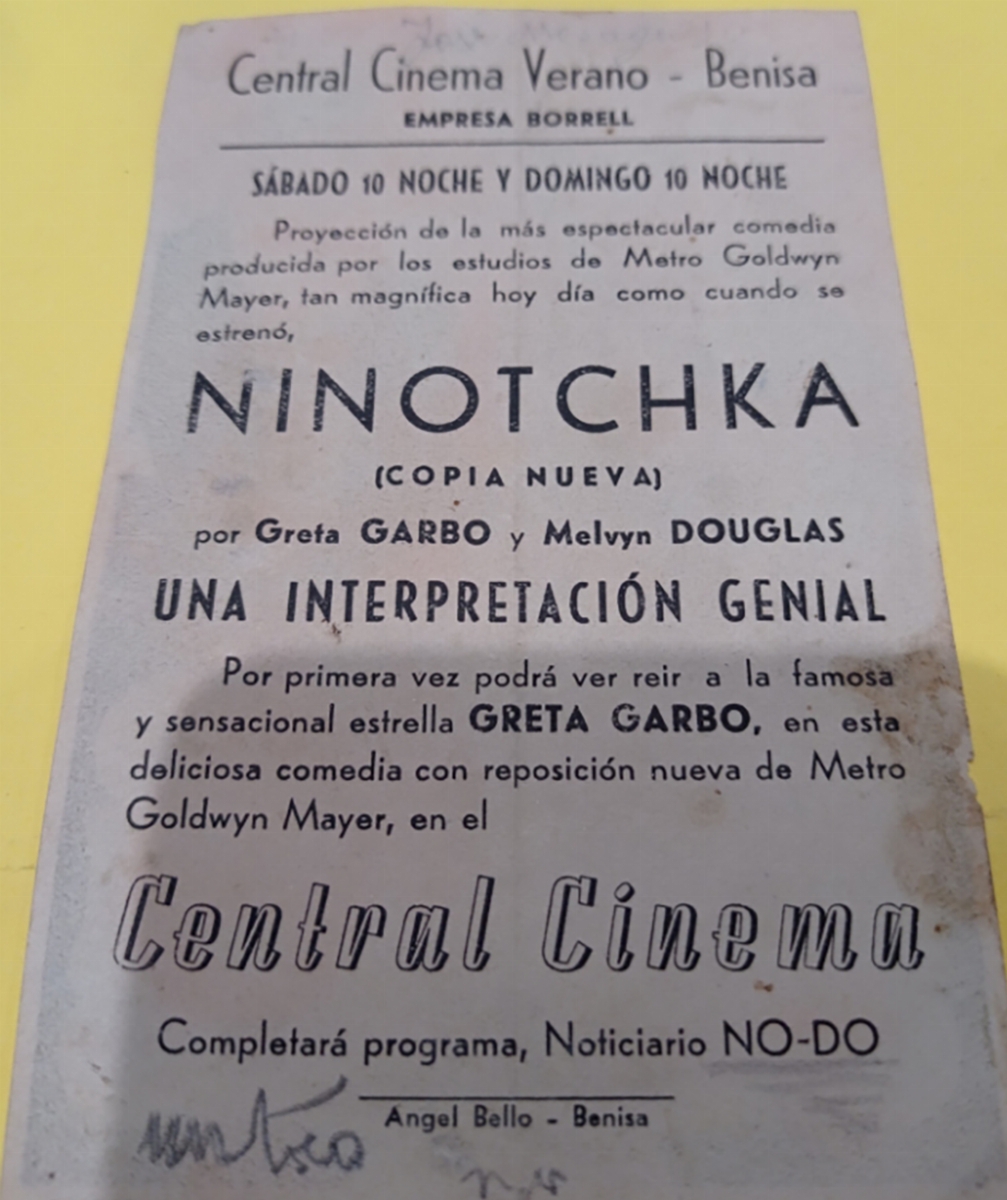 Central Cinema Verano - Benisa
EMPRESA BORRELL
SÁBADO 10 NOCHE Y DOMINGO 10 NOCHE
Proyección de la más espectacular comedia
producida por los estudios de Metro Goldwyn
Mayer, tan magnífica hoy día como cuando se
estrenó,
NINOTCHKA
(COPIA NUEVA)
por Greta GARBO y Melvyn DOUGLAS
UNA INTERPRETACIÓN GENIAL
Por primera vez podrá ver reir a la famosa
y sensacional estrella GRETA GARBO, en esta
deliciosa comedia con reposición nueva de Metro
Goldwyn Mayer, en el
Central Cinema
Completará programa, Noticiario NO-DO
Angel Bello - Benisa